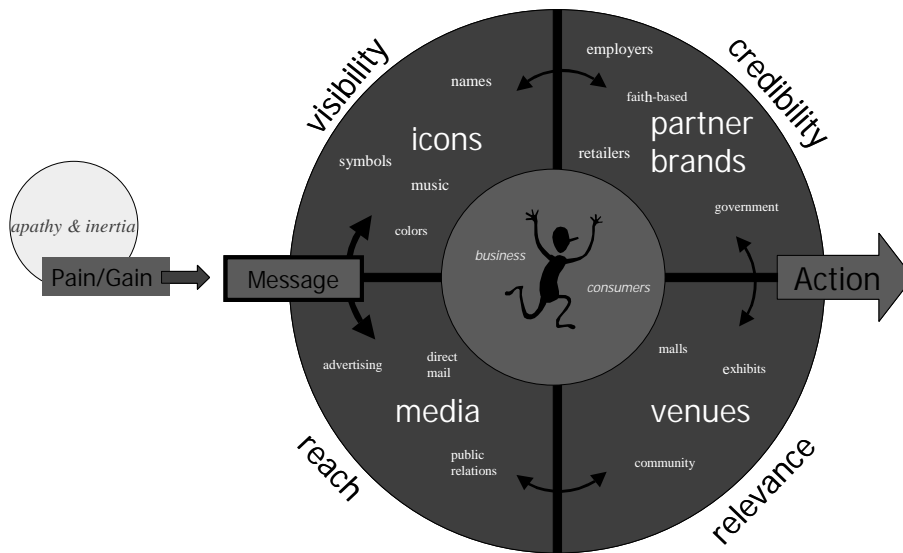 visibility
credibility
employers
names
faith-based
icons
partner
brands
symbols
retailers
music
apathy & inertia
government
colors
business
Pain/Gain
Message
consumers
Action
malls
advertising
direct
mail
exhibits
media
venues
public
relations
community
reach
relevance